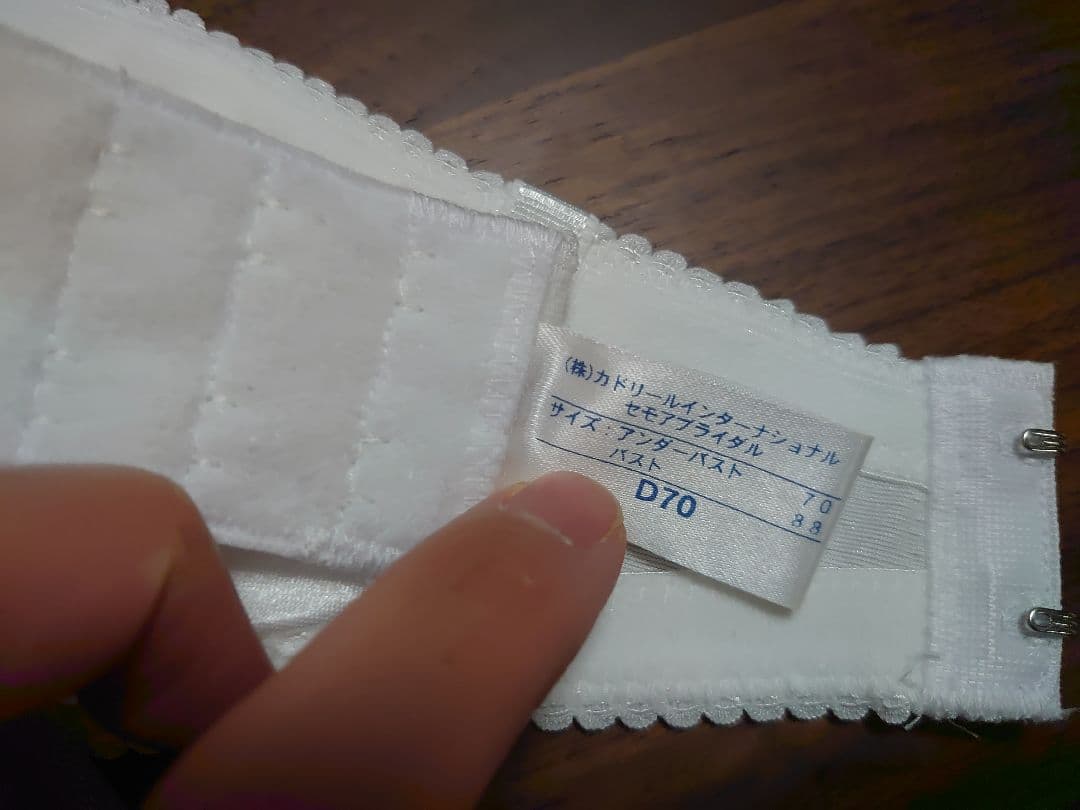 (株)カドリールインターナショナル
セモアブライダル
サイズ・アンダーバスト 70
バスト 88
D70